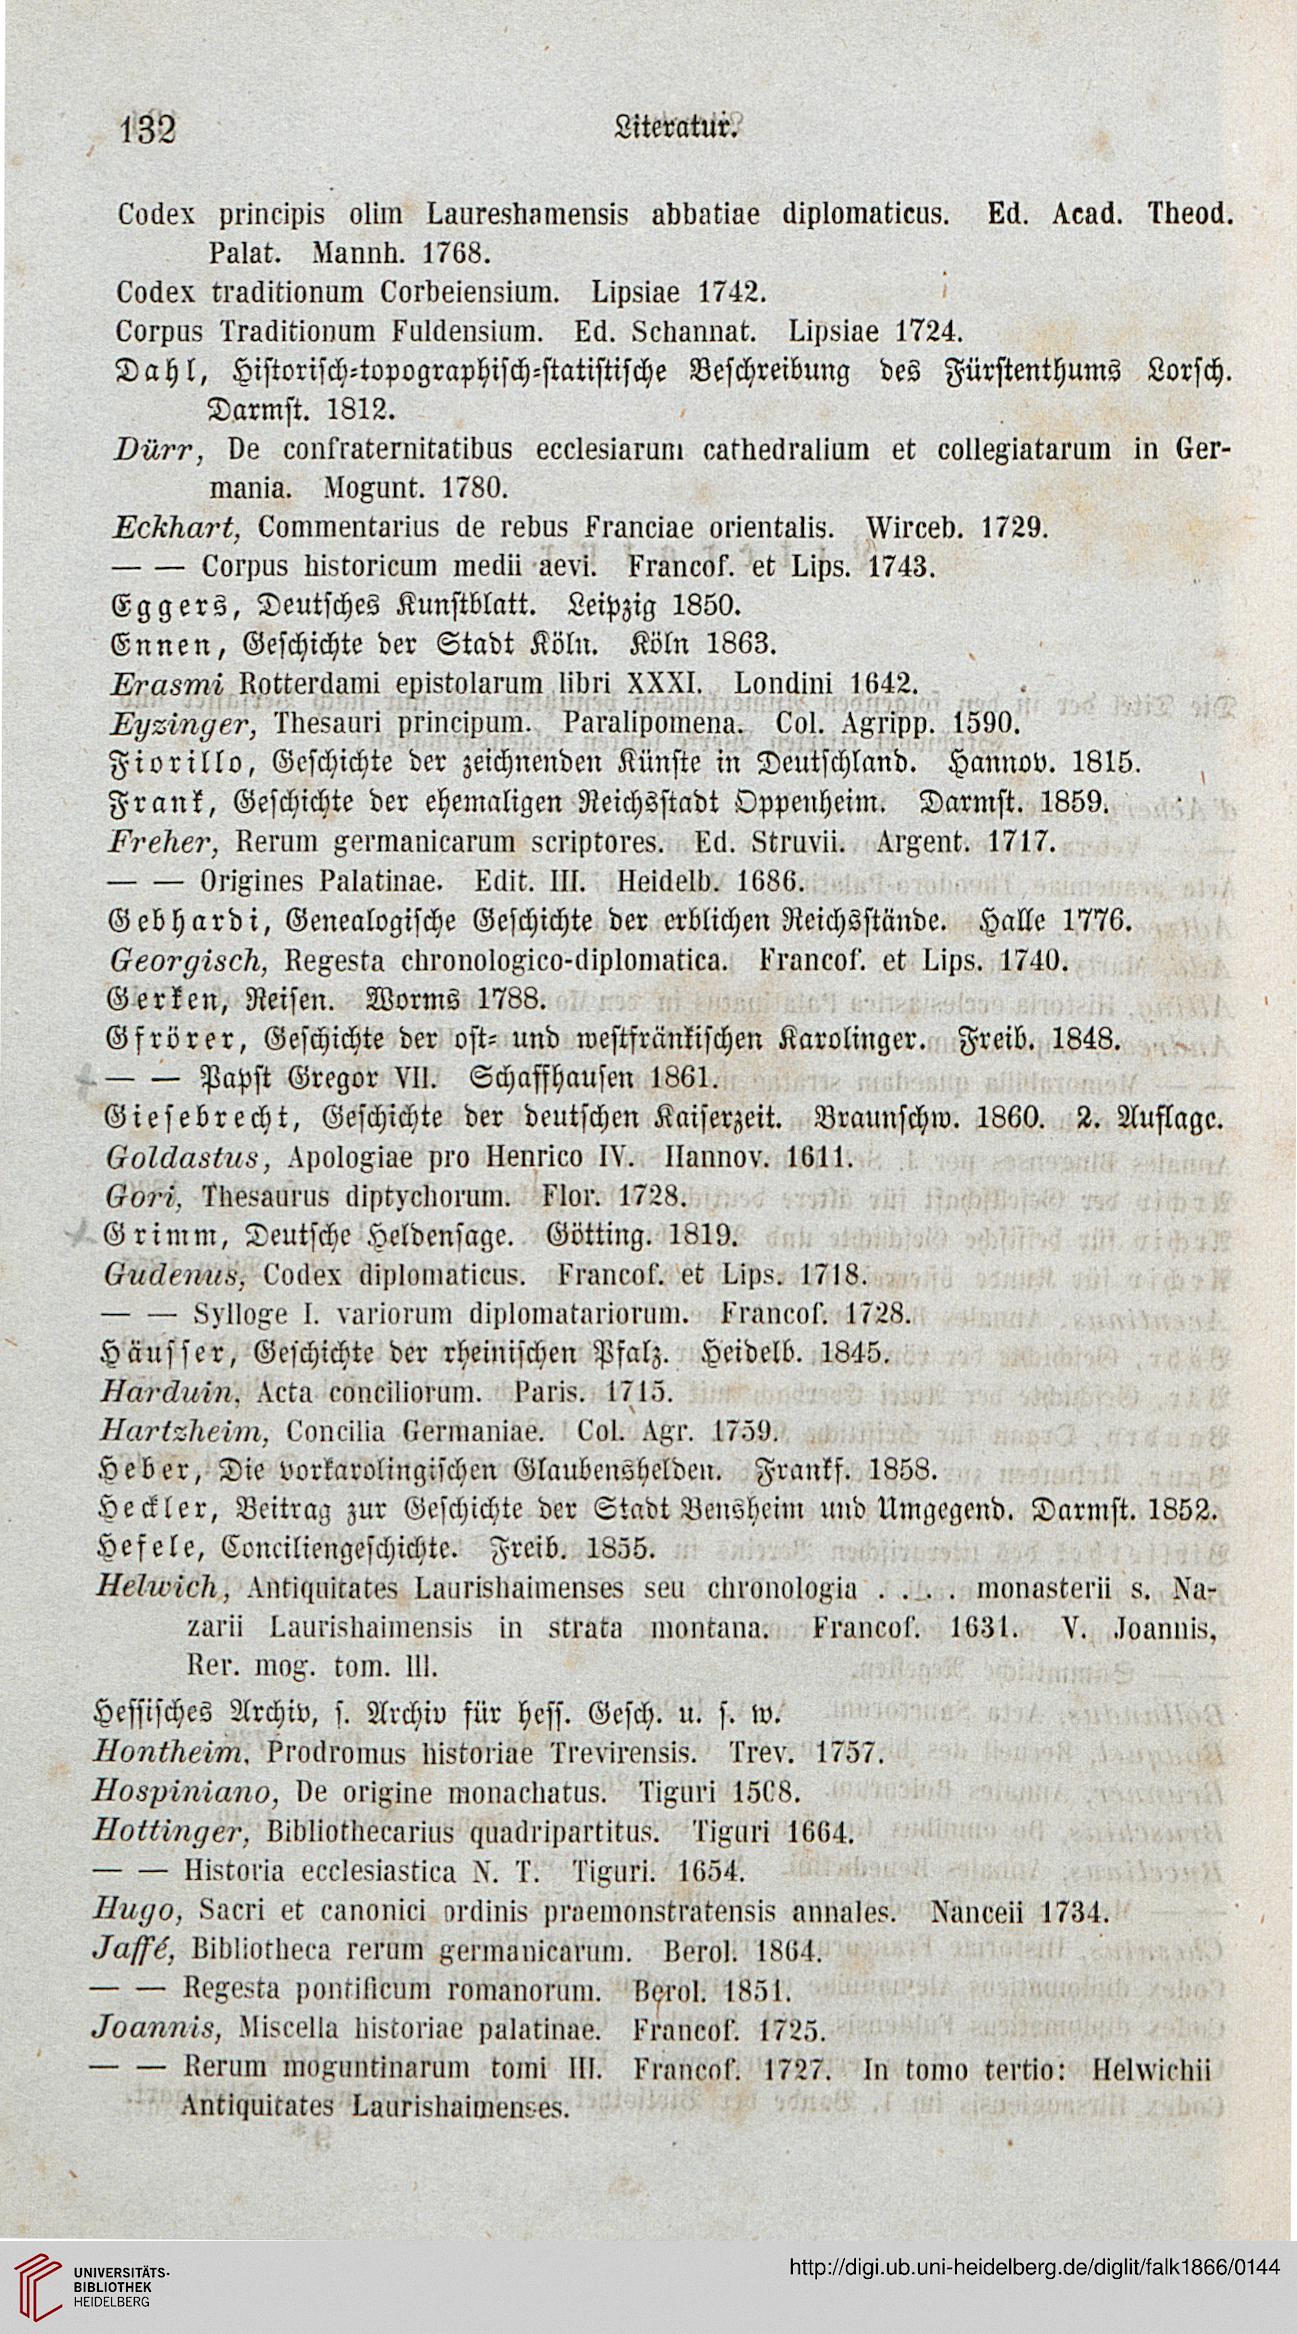 132
Literatur.
Codex principis olim Laureshamensis abbatiae diplomaticus. Ed. Acad. Theod.
Palat. Mannh. 1768.
Codex traditionum Corbeiensium. Lipsiae 1742.
Corpus Traditionum Fuldensium. Ed. Schannat. Lipsiae 1724.
Dahl, Historisch-topographisch-statistische Beschreibung des Fürstenthums Lorsch.
Darmst. 1812.
Dürr, De confraternitatibus ecclesiarum cathedralium et collegiatarum in Ger-
mania. Mogunt. 1780.
Eckhart, Commentarius de rebus Franciae orientalis. Wirceb. 1729.
— — Corpus historicum medii aevi. Francof. et Lips. 1743.
Eggers, Deutsches Kunstblatt. Leipzig 1850.
Ennen, Geschichte der Stadt Köln. Köln 1863.
Erasmi Rotterdami epistolarum libri XXXI. Londini 1642.
Eyzinger, Thesauri principum. Paralipomena. Col. Agripp. 1590.
Fiorillo, Geschichte der zeichnenden Künste in Deutschland. Hannov. 1815.
Frank, Geschichte der ehemaligen Reichsstadt Oppenheim. Darmst. 1859.
Freher, Rerum germanicarum scriptores. Ed. Struvii. Argent. 1717.
— — Origines Palatinae. Edit. III. Heidelb. 1686.
Gebhardi, Genealogische Geschichte der erblichen Reichsstände. Halle 1776.
Georgisch, Regesta chronologico-diplomatica. Francof. et Lips. 1740.
Gerken, Reisen. Worms 1788.
Gfrörer, Geschichte der ost- und westfränkischen Karolinger. Freib. 1848.
— — Papst Gregor VII. Schaffhausen 1861.
Giesebrecht, Geschichte der deutschen Kaiserzeit. Braunschw. 1860. 2. Auflage.
Goldastus, Apologiae pro Henrico IV. Hannov. 1611.
Gori, Thesaurus diptychorum. Flor. 1728.
Grimm, Deutsche Heldensage. Götting. 1819.
Gudenus, Codex diplomaticus. Francof. et Lips. 1718.
— — Sylloge I. variorum diplomatariorum. Francof. 1728.
Häusser, Geschichte der rheinischen Pfalz. Heidelb. 1845.
Harduin, Acta conciliorum. Paris. 1715.
Hartzheim, Concilia Germaniae. Col. Agr. 1759.
Heber, Die vorkarolingischen Glaubenshelden. Frankf. 1858.
Heckler, Beitrag zur Geschichte der Stadt Bensheim und Umgegend. Darmst. 1852.
Hefele, Conciliengeschichte. Freib. 1855.
Helwich, Antiquitates Laurishaimenses seu chronologia . . . . monasterii s. Na-
zarii Laurishaimensis in strata montana. Francof. 1631. V. Joannis,
Rer. mog. tom. III.
Hessisches Archiv, s. Archiv für hess. Gesch. u. s. w.
Hontheim, Prodromus historiae Trevirensis. Trev. 1757.
Hospiniano, De origine monachatus. Tiguri 1508.
Hottinger, Bibliothecarius quadripartitus. Tiguri 1664.
— — Historia ecclesiastica N. T. Tiguri. 1654.
Hugo, Sacri et canonici ordinis praemonstratensis annales. Nanceii 1734.
Jaffé, Bibliotheca rerum germanicarum. Berol. 1864.
— — Regesta pontificum romanorum. Berol. 1851.
Joannis, Miscella historiae palatinae. Francof. 1725.
— — Rerum moguntinarum tomi III. Francof. 1727. In tomo tertio: Helwichii
Antiquitates Laurishaimenses.
UNIVERSITÄTS-
BIBLIOTHEK
HEIDELBERG
http://digi.ub.uni-heidelberg.de/diglit/falk1866/0144